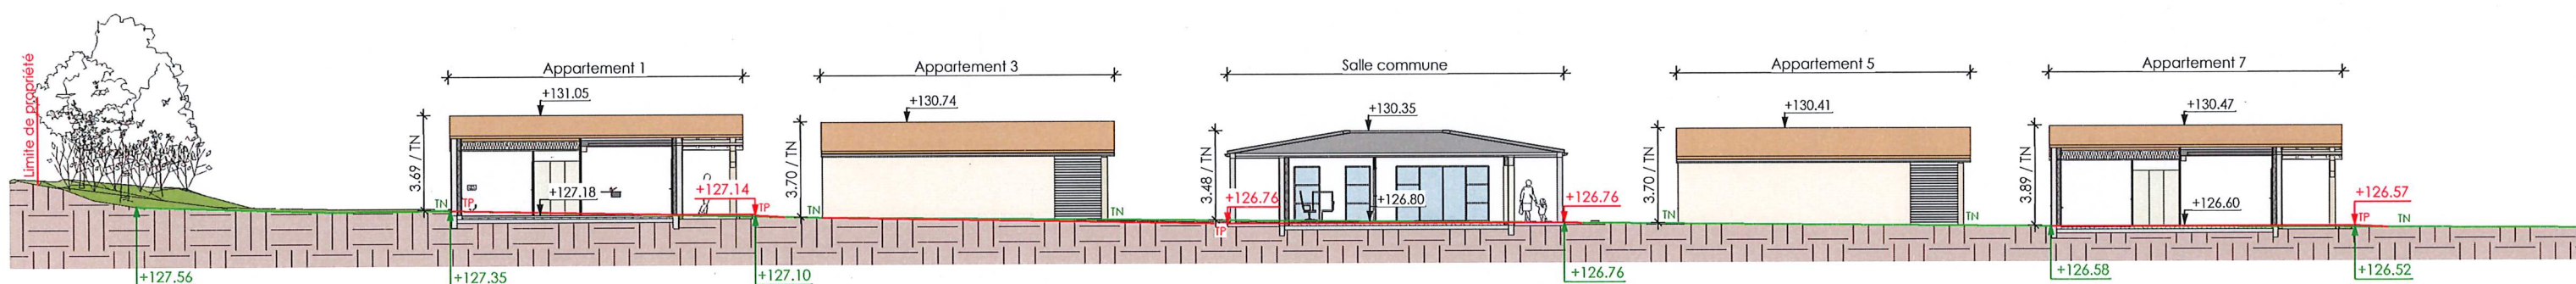 Limite de propriété
+127.56
Appartement 1
+131.05
3.69 / TN
TN
TP
+127.18
+127.14
TP
+127.35
+127.10
Appartement 3
+130.74
3.70 / TN
TN
TN
Salle commune
+130.35
3.48 / TN
+126.76
TP
+126.80
+126.76
+126.76
Appartement 5
+130.41
3.70 / TN
TN
TN
Appartement 7
+130.47
3.89 / TN
+126.60
+126.57
TP
TN
+126.58
+126.52